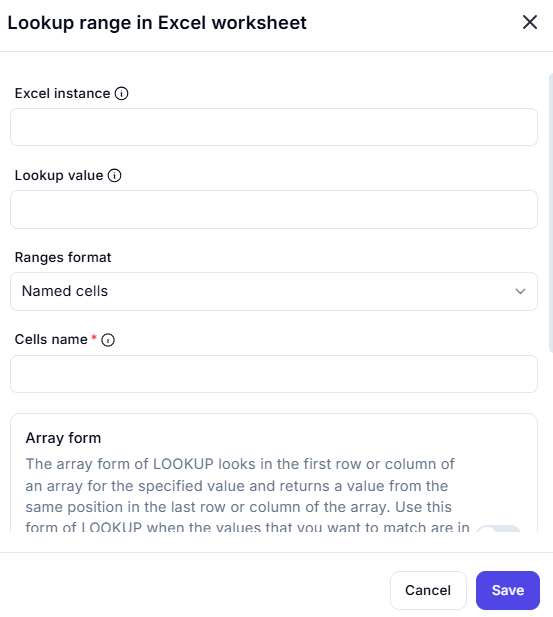 Lookup range in Excel worksheet
Excel instance
Lookup value
Ranges format
Named cells
Cells name *
Array form
The array form of LOOKUP looks in the first row or column of
an array for the specified value and returns a value from the
same position in the last row or column of the array. Use this
form of LOOKUP when the values that you want to match are in
Cancel
Save